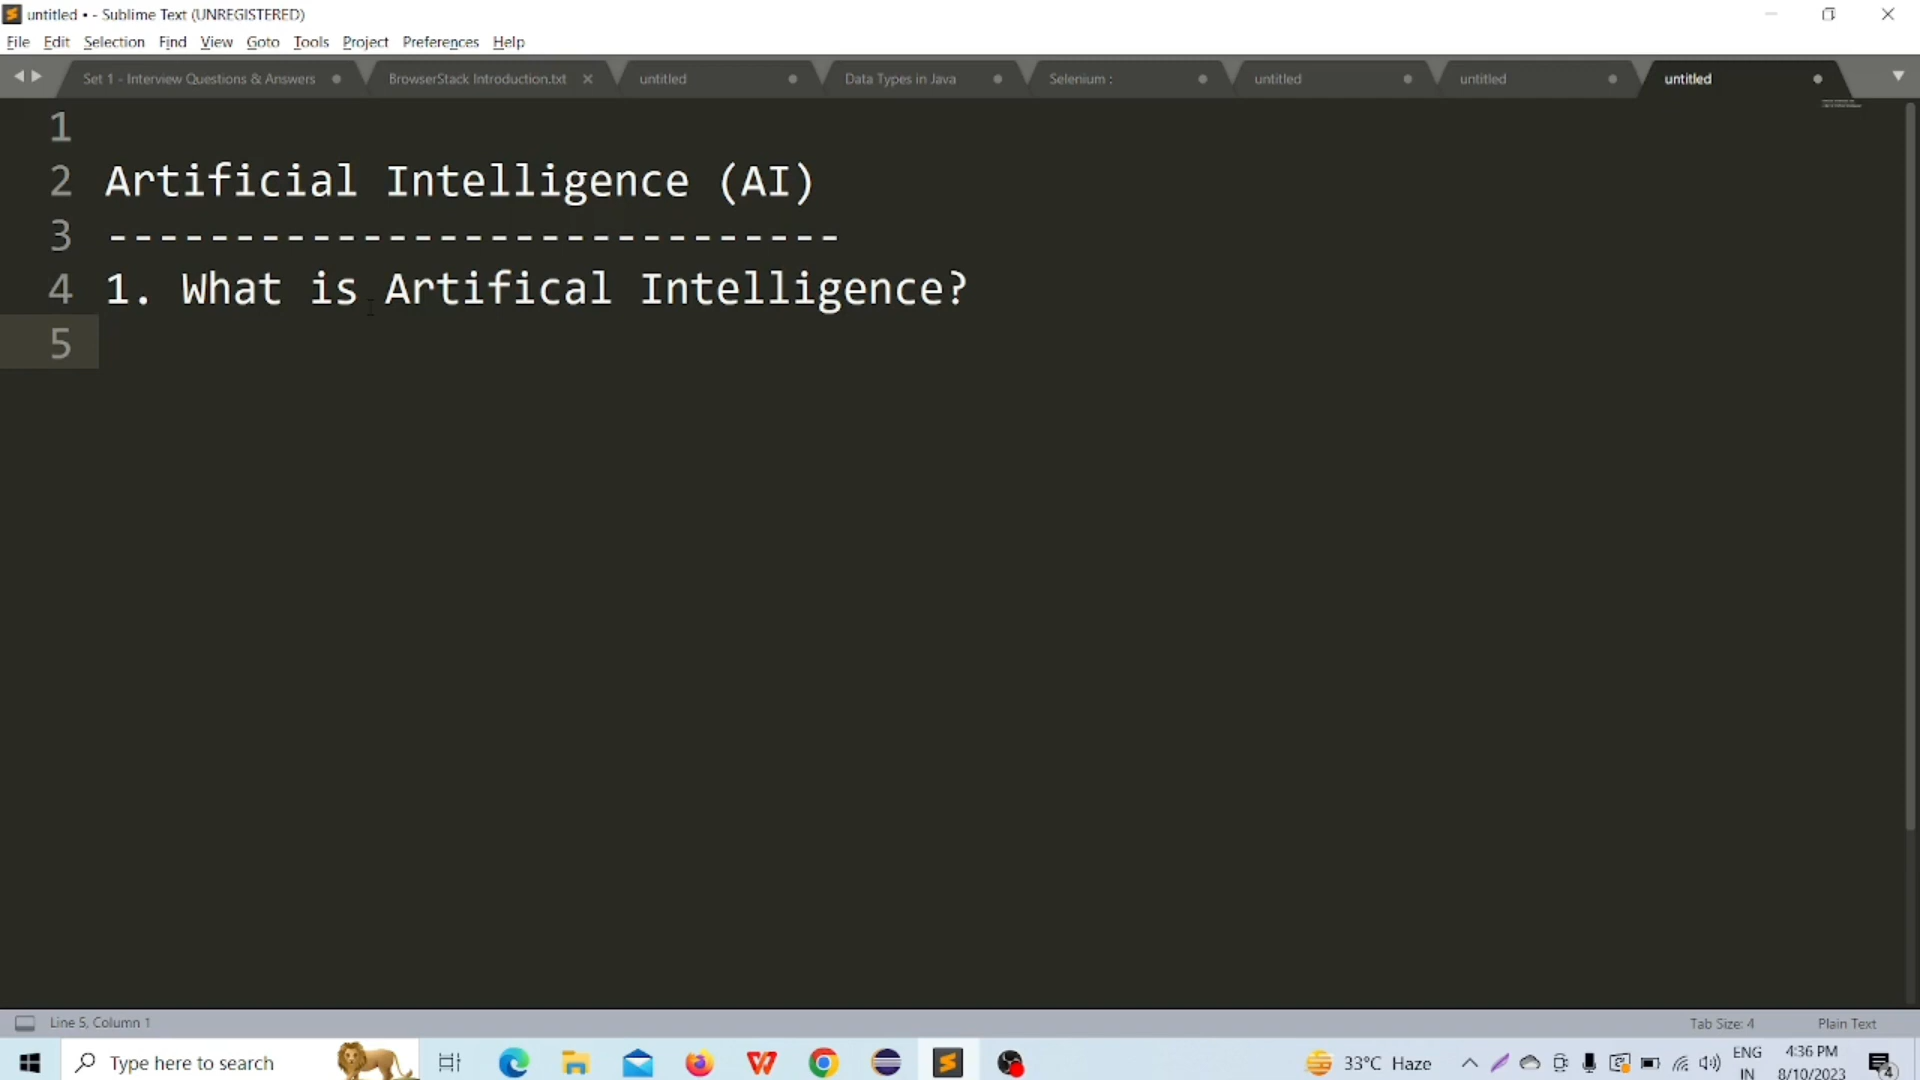 untitled • - Sublime Text (UNREGISTERED)
File Edit Selection Find View Goto Tools Project Preferences Help
Set 1 - Interview Questions & Answers BrowserStack Introduction.txt untitled Data Types in Java Selenium : untitled untitled untitled
1
2 Artificial Intelligence (AI)
3 -----------------------------
4 1. What is Artifical Intelligence?
5
Line 5, Column 1 Tab Size: 4 Plain Text
Type here to search 33°C Haze ENG IN 4:36 PM 8/10/2023 4